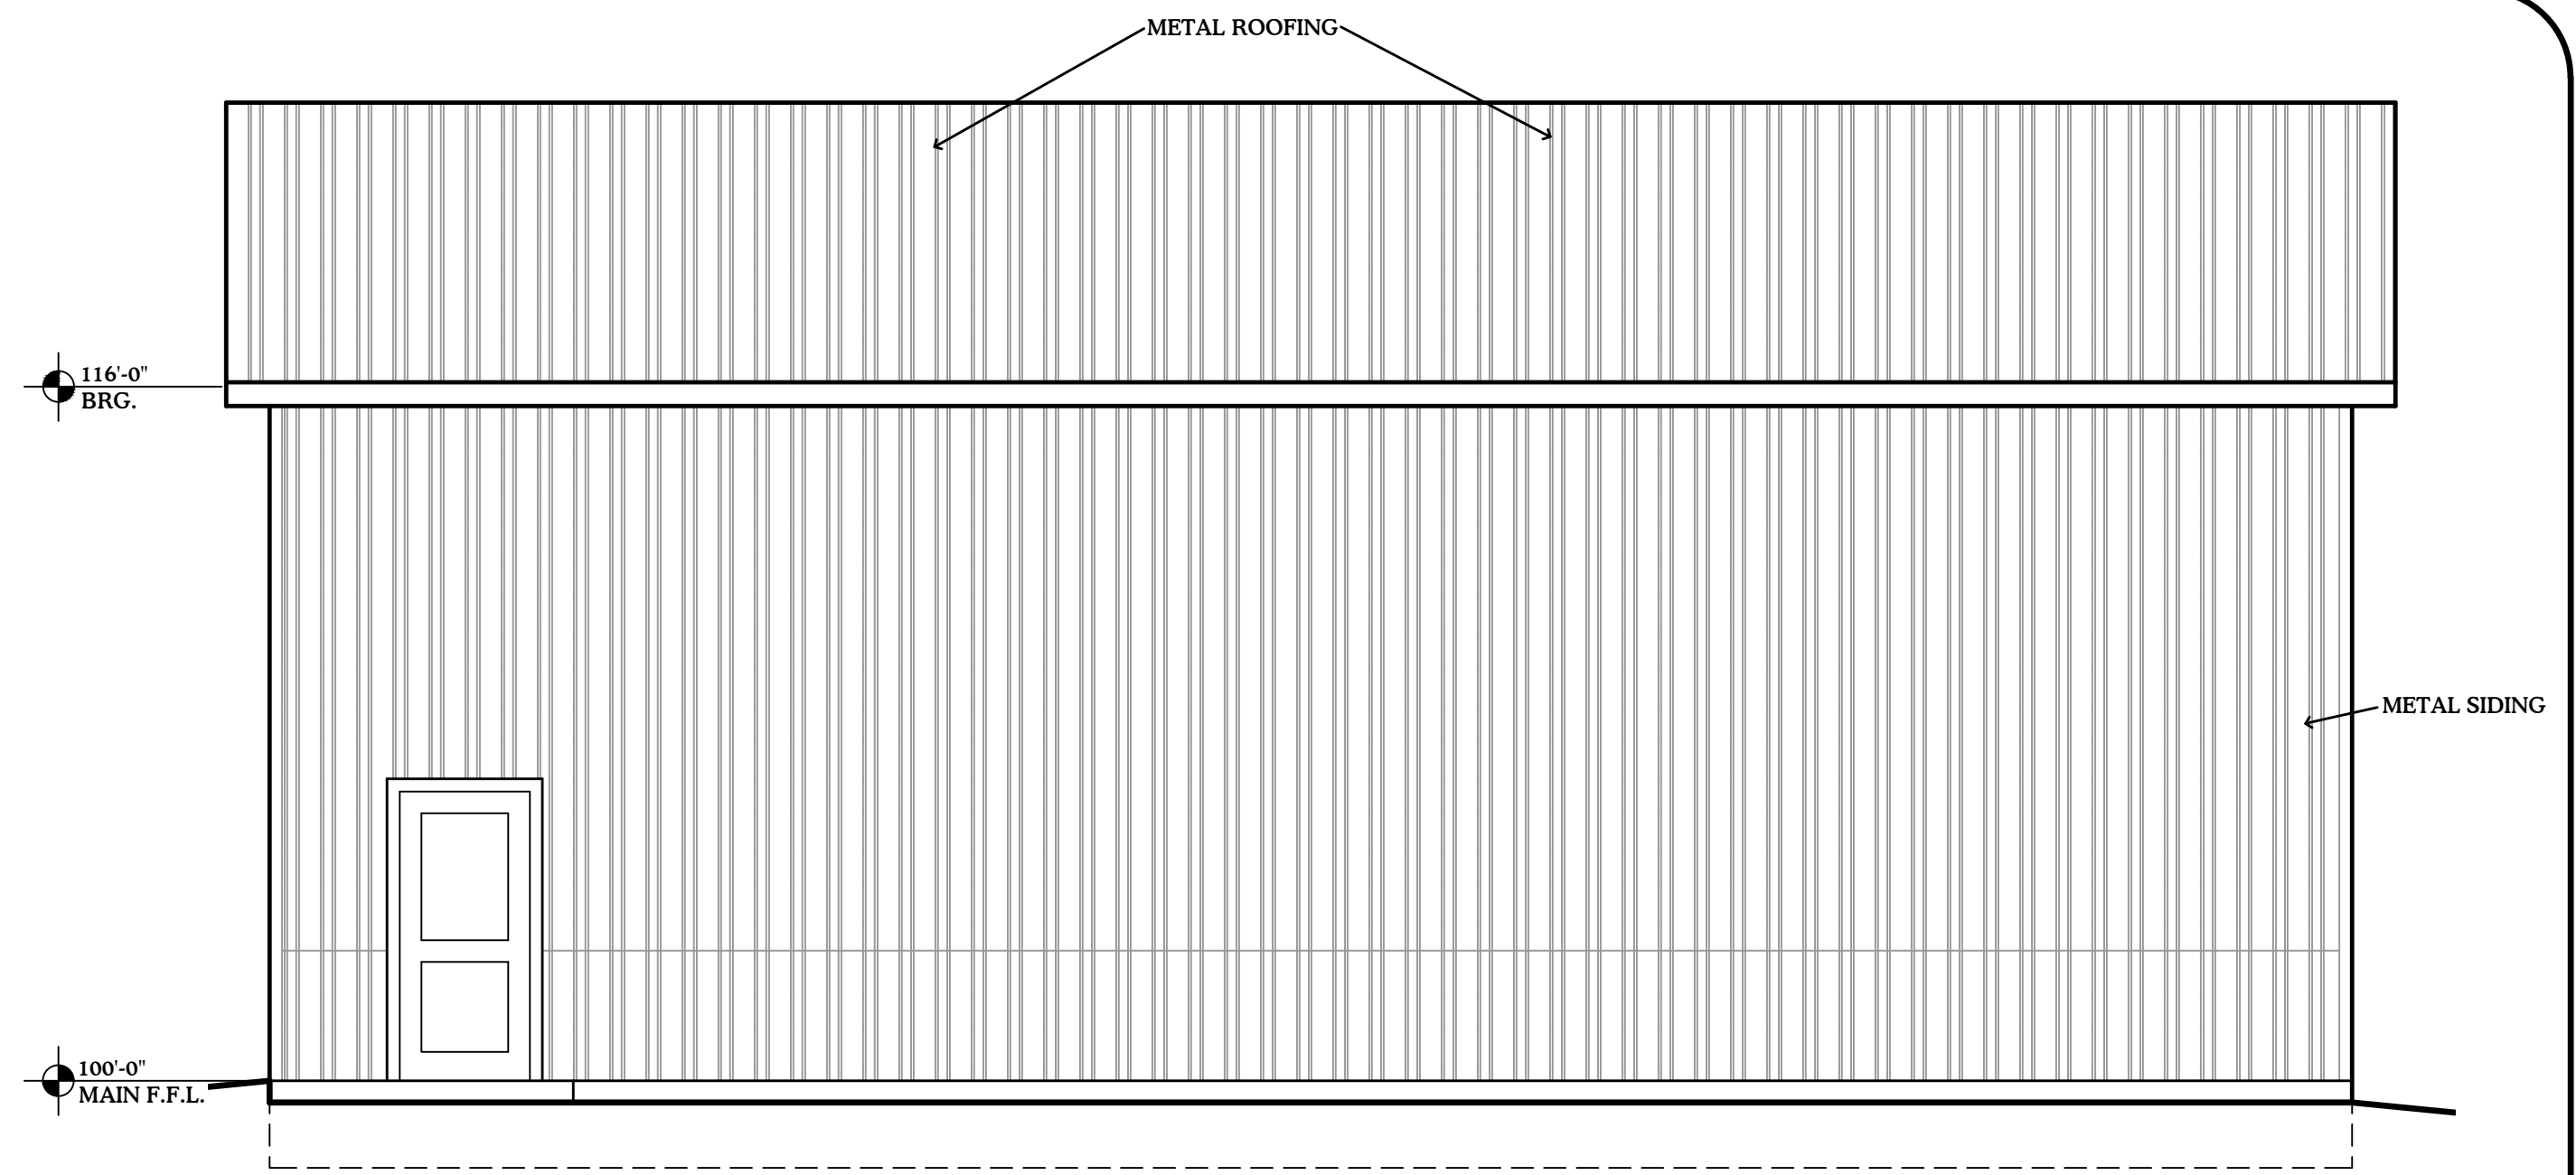 METAL ROOFING
116'-0"
BRG.
METAL SIDING
100'-0"
MAIN F.F.L.